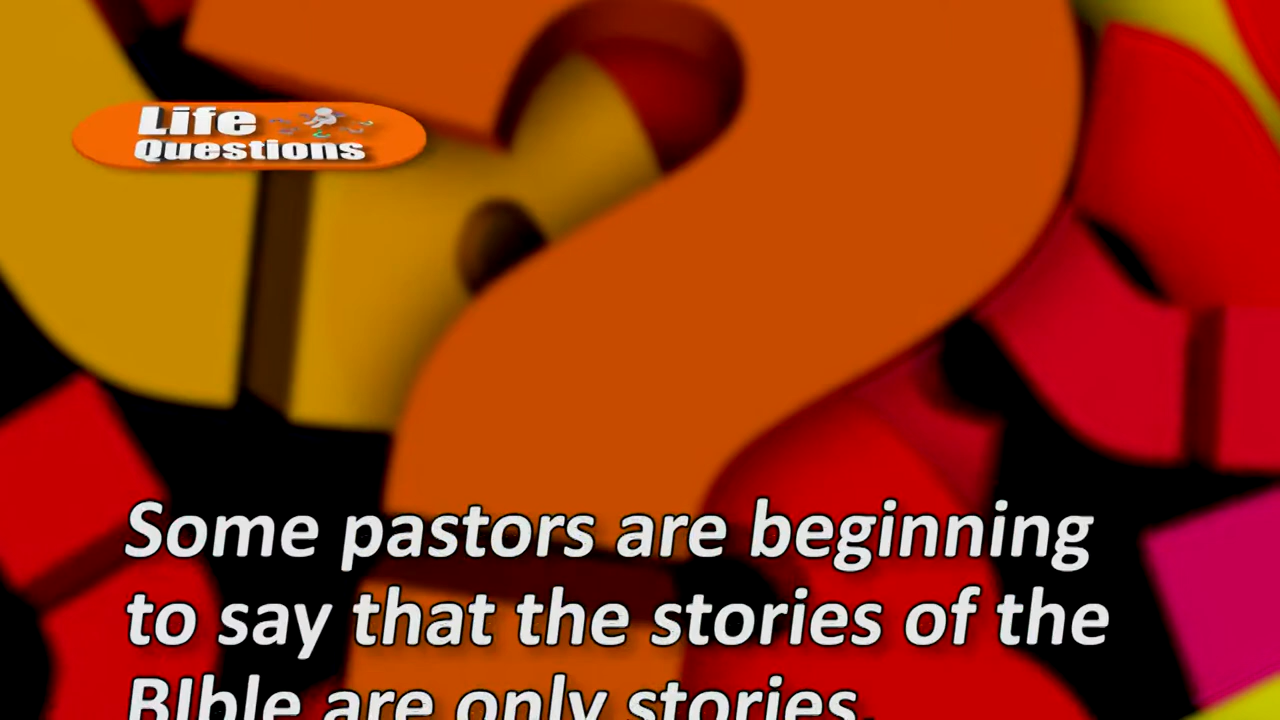 Life
Questions
Some pastors are beginning
to say that the stories of the
BIble are only stories.